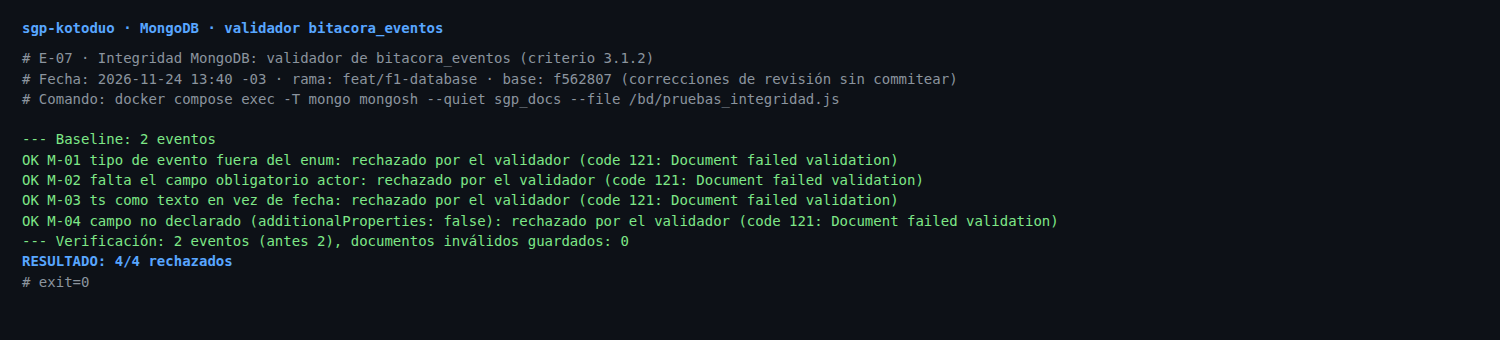 sgp-kotoduo · MongoDB · validador bitacora_eventos
# E-07 · Integridad MongoDB: validador de bitacora_eventos (criterio 3.1.2)
# Fecha: 2026-11-24 13:40 -03 · rama: feat/f1-database · base: f562807 (correcciones de revisión sin commitear)
# Comando: docker compose exec -T mongo mongosh --quiet sgp_docs --file /bd/pruebas_integridad.js
--- Baseline: 2 eventos
OK M-01 tipo de evento fuera del enum: rechazado por el validador (code 121: Document failed validation)
OK M-02 falta el campo obligatorio actor: rechazado por el validador (code 121: Document failed validation)
OK M-03 ts como texto en vez de fecha: rechazado por el validador (code 121: Document failed validation)
OK M-04 campo no declarado (additionalProperties: false): rechazado por el validador (code 121: Document failed validation)
--- Verificación: 2 eventos (antes 2), documentos inválidos guardados: 0
RESULTADO: 4/4 rechazados
# exit=0